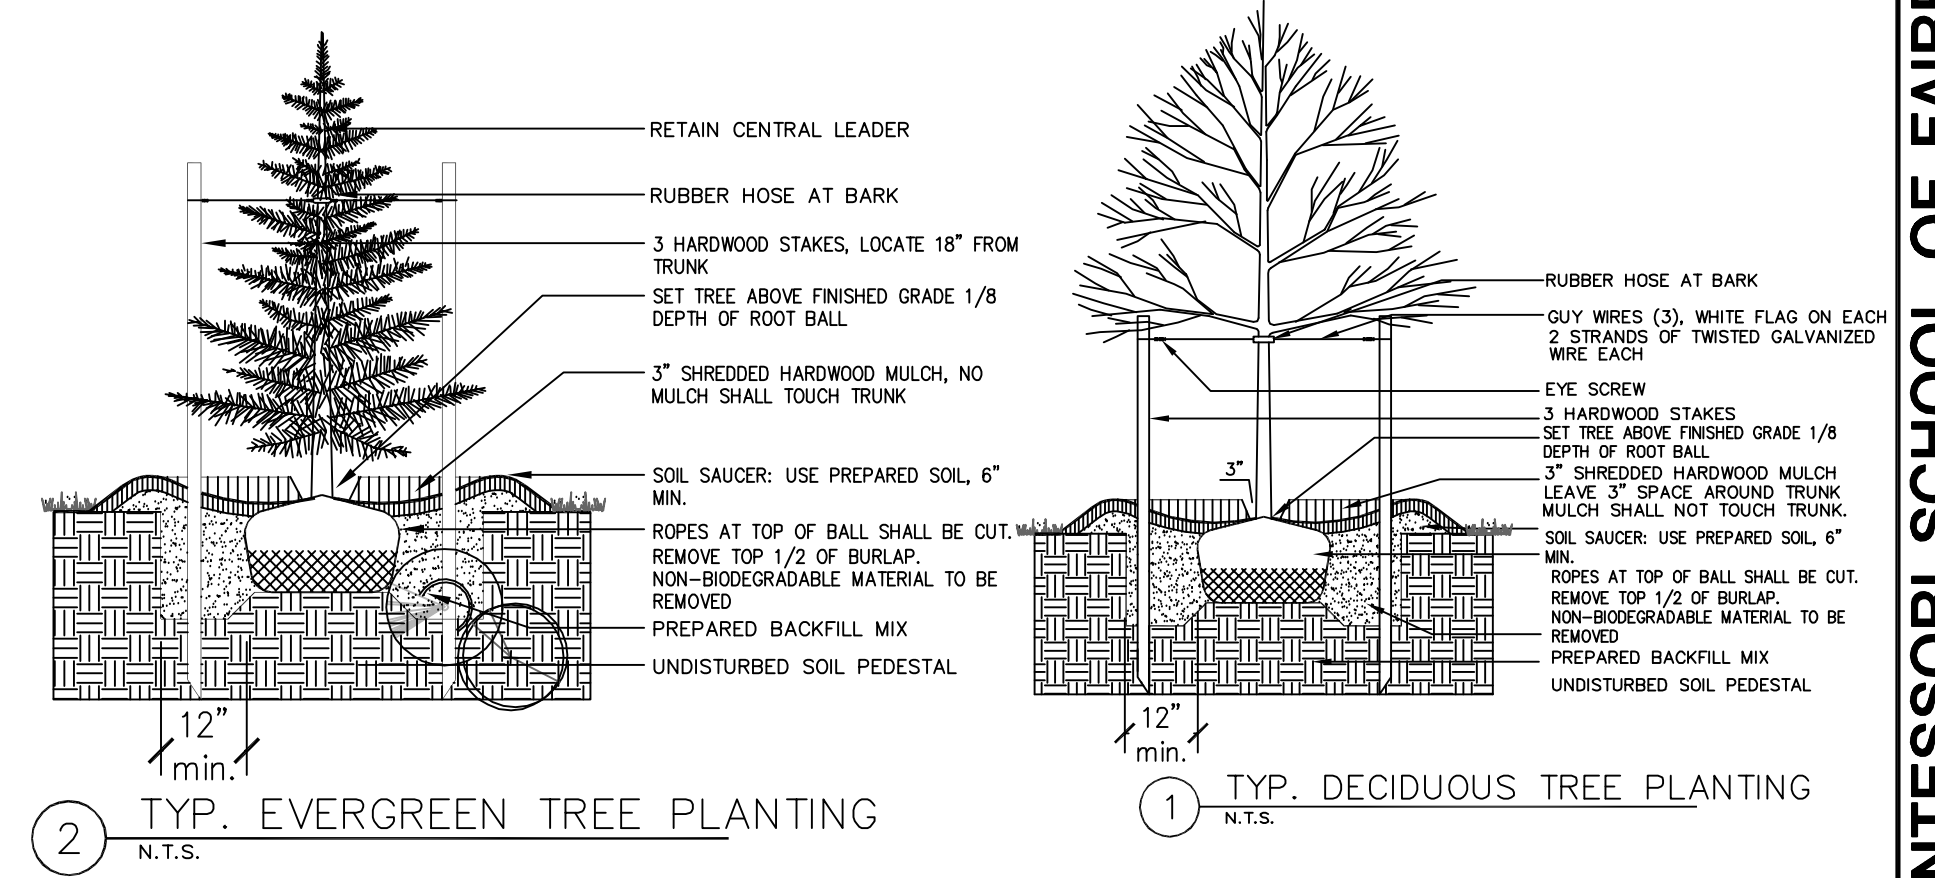 RETAIN CENTRAL LEADER
RUBBER HOSE AT BARK
3 HARDWOOD STAKES, LOCATE 18" FROM
TRUNK
SET TREE ABOVE FINISHED GRADE 1/8
DEPTH OF ROOT BALL
3" SHREDDED HARDWOOD MULCH, NO
MULCH SHALL TOUCH TRUNK
SOIL SAUCER: USE PREPARED SOIL, 6"
MIN.
ROPES AT TOP OF BALL SHALL BE CUT.
REMOVE TOP 1/2 OF BURLAP.
NON-BIODEGRADABLE MATERIAL TO BE
REMOVED
PREPARED BACKFILL MIX
UNDISTURBED SOIL PEDESTAL
12"
min.
2
TYP. EVERGREEN TREE PLANTING
N.T.S.
RUBBER HOSE AT BARK
GUY WIRES (3), WHITE FLAG ON EACH
2 STRANDS OF TWISTED GALVANIZED
WIRE EACH
EYE SCREW
3 HARDWOOD STAKES
SET TREE ABOVE FINISHED GRADE 1/8
DEPTH OF ROOT BALL
3"
3" SHREDDED HARDWOOD MULCH
LEAVE 3" SPACE AROUND TRUNK
MULCH SHALL NOT TOUCH TRUNK.
SOIL SAUCER: USE PREPARED SOIL, 6"
MIN.
ROPES AT TOP OF BALL SHALL BE CUT.
REMOVE TOP 1/2 OF BURLAP.
NON-BIODEGRADABLE MATERIAL TO BE
REMOVED
PREPARED BACKFILL MIX
UNDISTURBED SOIL PEDESTAL
12"
min.
1
TYP. DECIDUOUS TREE PLANTING
N.T.S.
SCHOOL OF